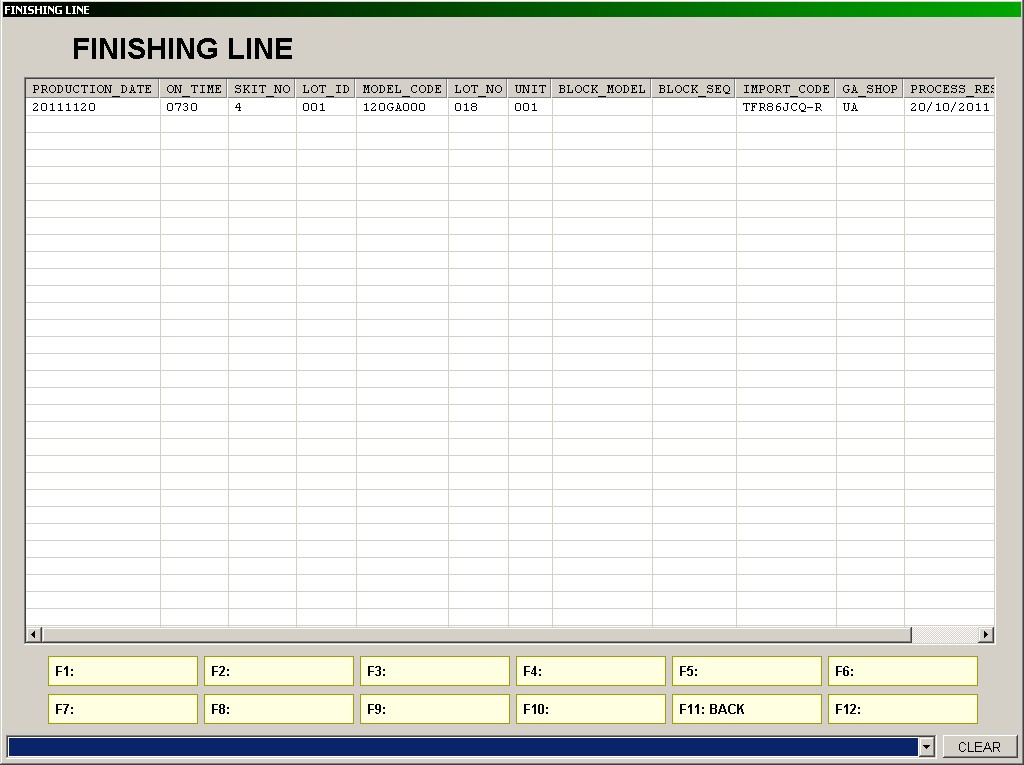 FINISHING LINE
FINISHING LINE
PRODUCTION_DATE ON_TIME SKIT_NO LOT_ID MODEL_CODE LOT_NO UNIT BLOCK_MODEL BLOCK_SEQ IMPORT_CODE GA_SHOP PROCESS_RES
20111120 0730 4 001 120GA000 018 001 TFR86JCQ-R UA 20/10/2011
F1: F2: F3: F4: F5: F6:
F7: F8: F9: F10: F11: BACK F12:
CLEAR